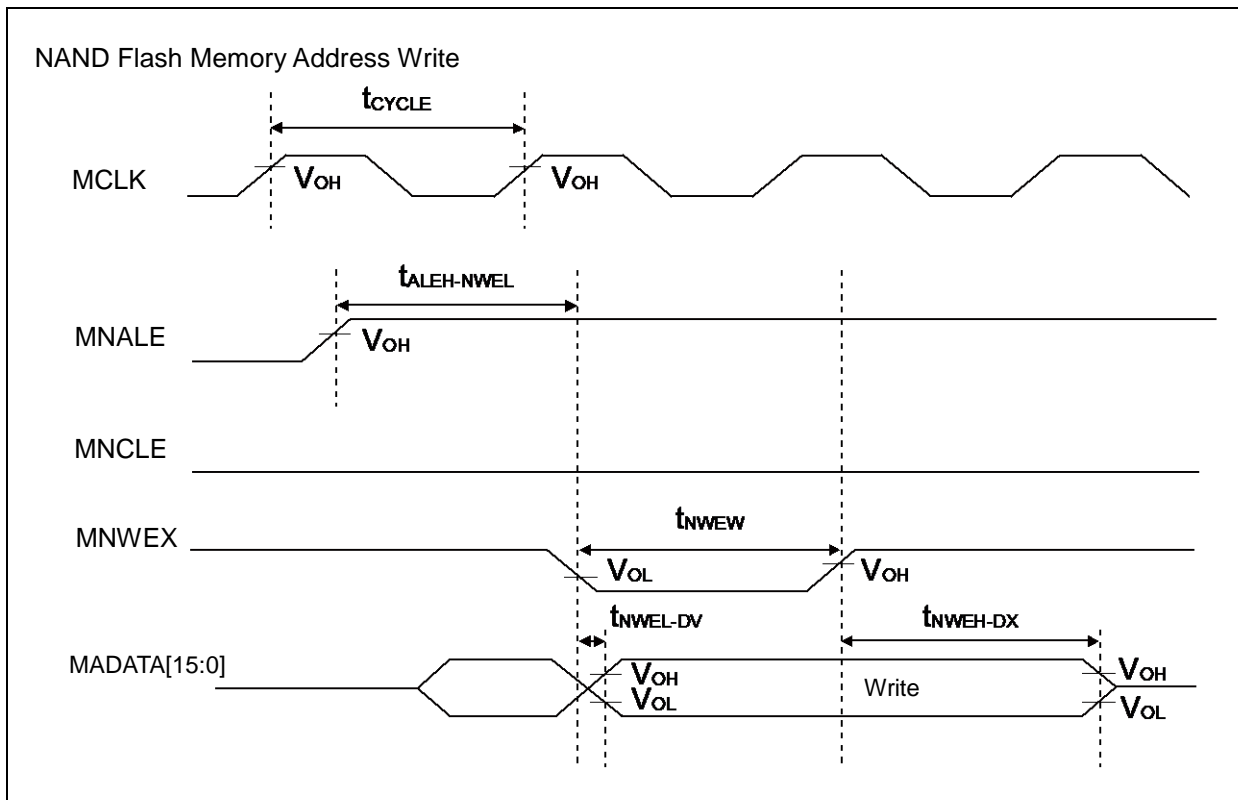 NAND Flash Memory Address Write
tCYCLE
MCLK
VOH
VOH
tALEH-NWEL
MNALE
VOH
MNCLE
tNWEW
MNWEX
VOL
VOH
tNWEL-DV
tNWEH-DX
MADATA[15:0]
VOH
Write
VOH
VOL
VOL